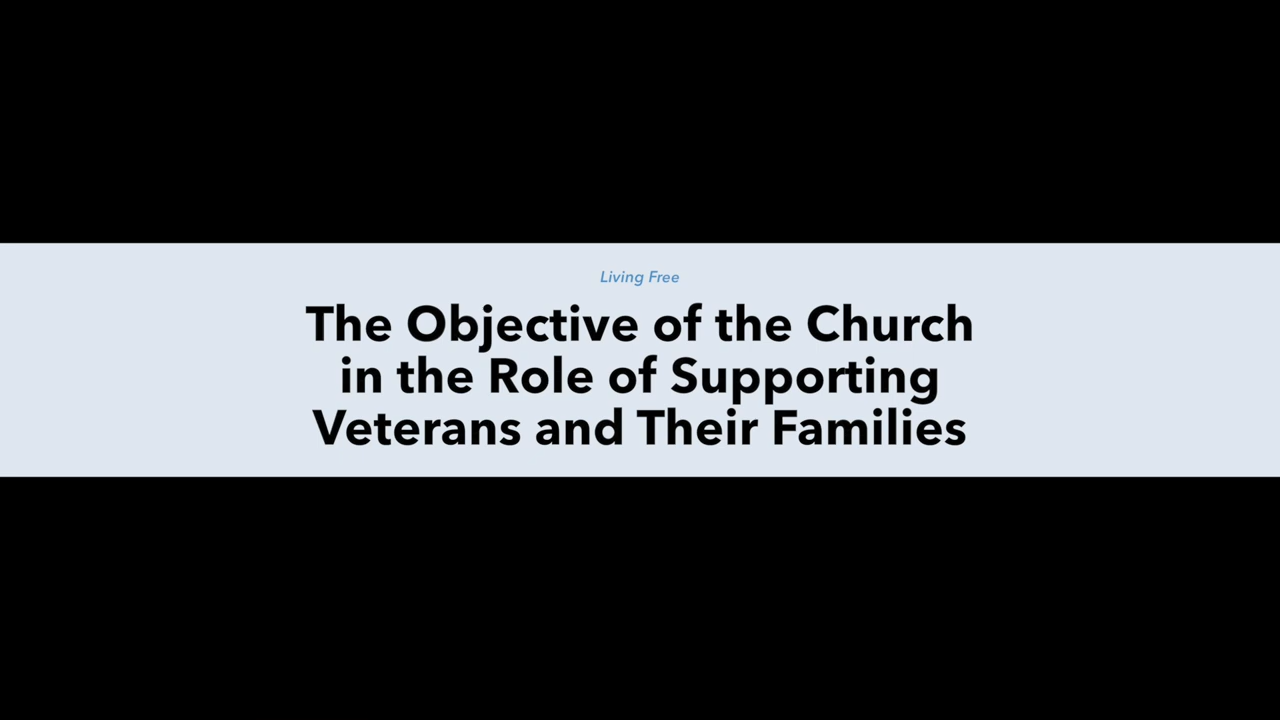 Living Free
The Objective of the Church
in the Role of Supporting
Veterans and Their Families